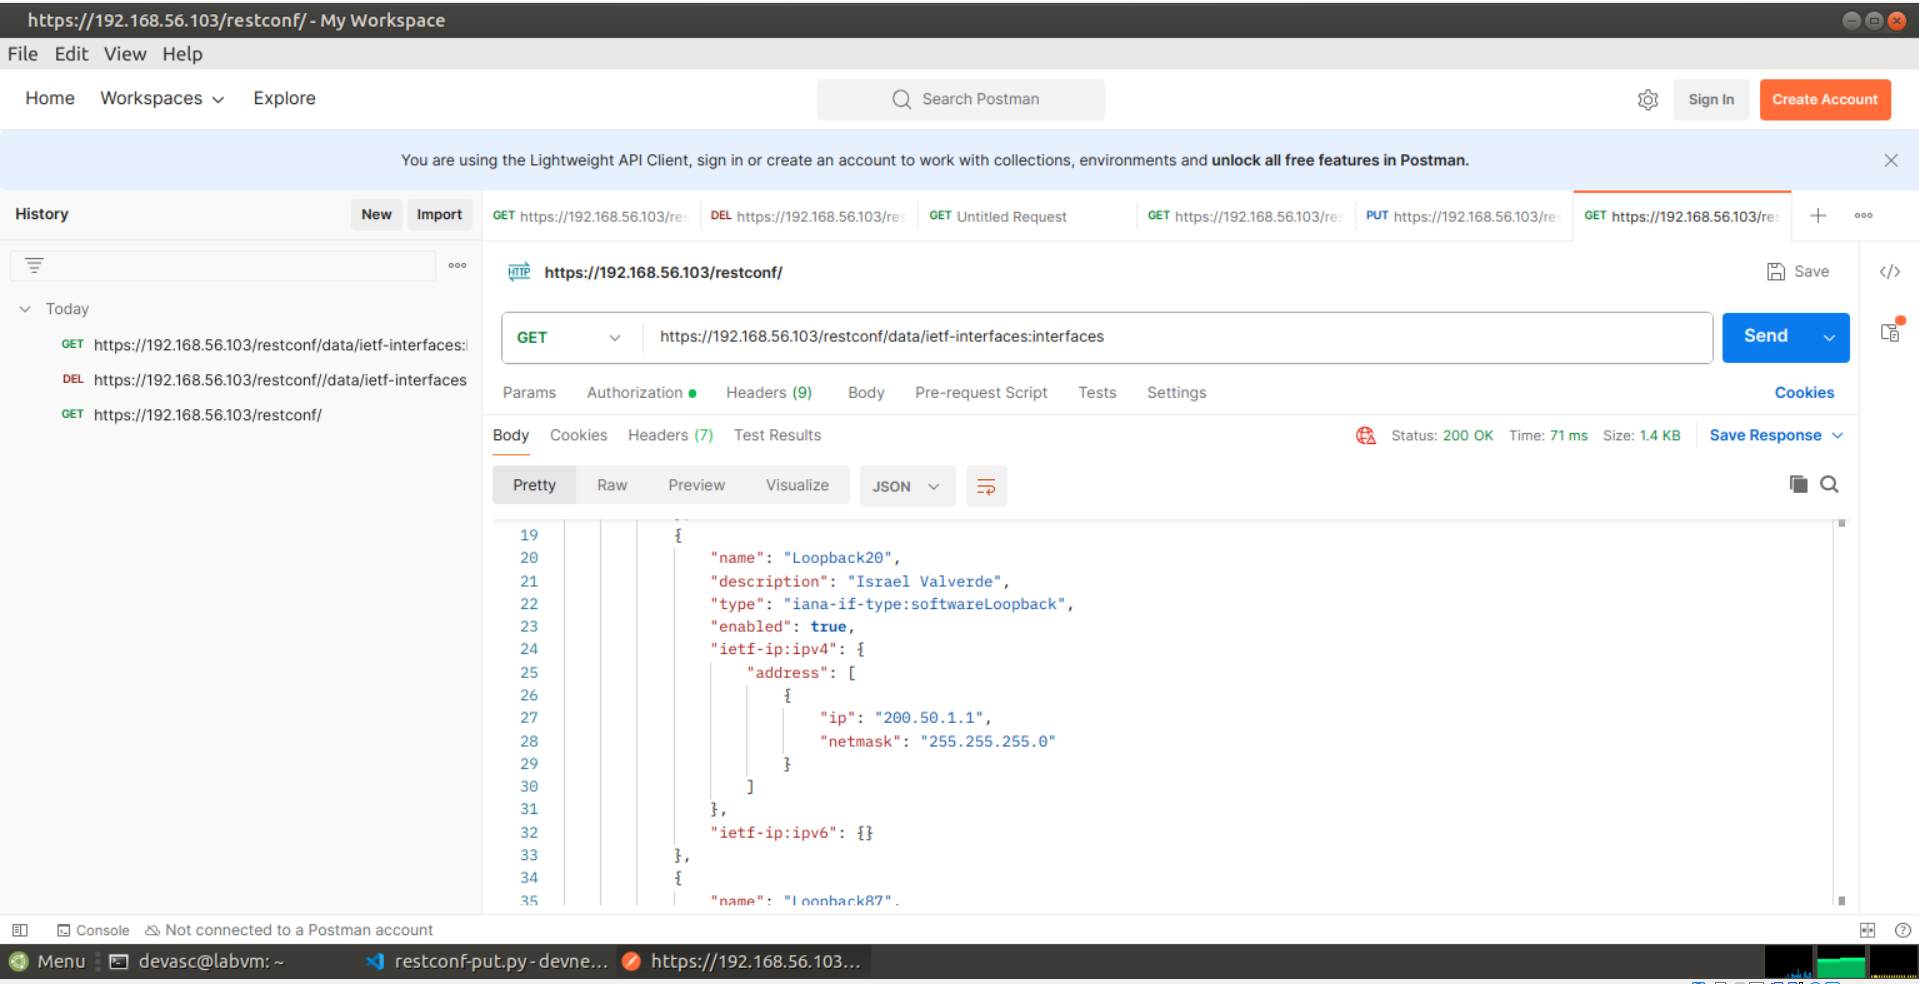 https://192.168.56.103/restconf/ - My Workspace
File Edit View Help
Home Workspaces Explore
Search Postman
Sign In
Create Account
You are using the Lightweight API Client, sign in or create an account to work with collections, environments and unlock all free features in Postman.
History
New
Import
GET https://192.168.56.103/res
DEL https://192.168.56.103/res
GET Untitled Request
GET https://192.168.56.103/res
PUT https://192.168.56.103/res
GET https://192.168.56.103/res
Today
GET https://192.168.56.103/restconf/data/ietf-interfaces:i
DEL https://192.168.56.103/restconf//data/ietf-interfaces
GET https://192.168.56.103/restconf/
HTTP https://192.168.56.103/restconf/
Save
</>
GET https://192.168.56.103/restconf/data/ietf-interfaces:interfaces
Send
Params Authorization Headers (9) Body Pre-request Script Tests Settings
Cookies
Body Cookies Headers (7) Test Results
Status: 200 OK Time: 71 ms Size: 1.4 KB
Save Response
Pretty Raw Preview Visualize
JSON
19 {
20 "name": "Loopback20",
21 "description": "Israel Valverde",
22 "type": "iana-if-type:softwareLoopback",
23 "enabled": true,
24 "ietf-ip:ipv4": {
25 "address": [
26 {
27 "ip": "200.50.1.1",
28 "netmask": "255.255.255.0"
29 }
30 ]
31 },
32 "ietf-ip:ipv6": {}
33 },
34 {
35 "name": "Loopback87",
Console Not connected to a Postman account
Menu devasc@labvm: ~ restconf-put.py - devne... https://192.168.56.103...